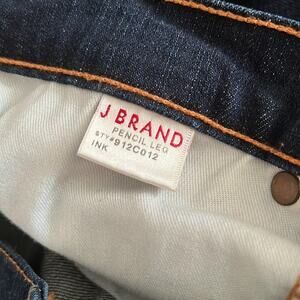 J BRAND
PENCIL LEG
STY#912C012
INK